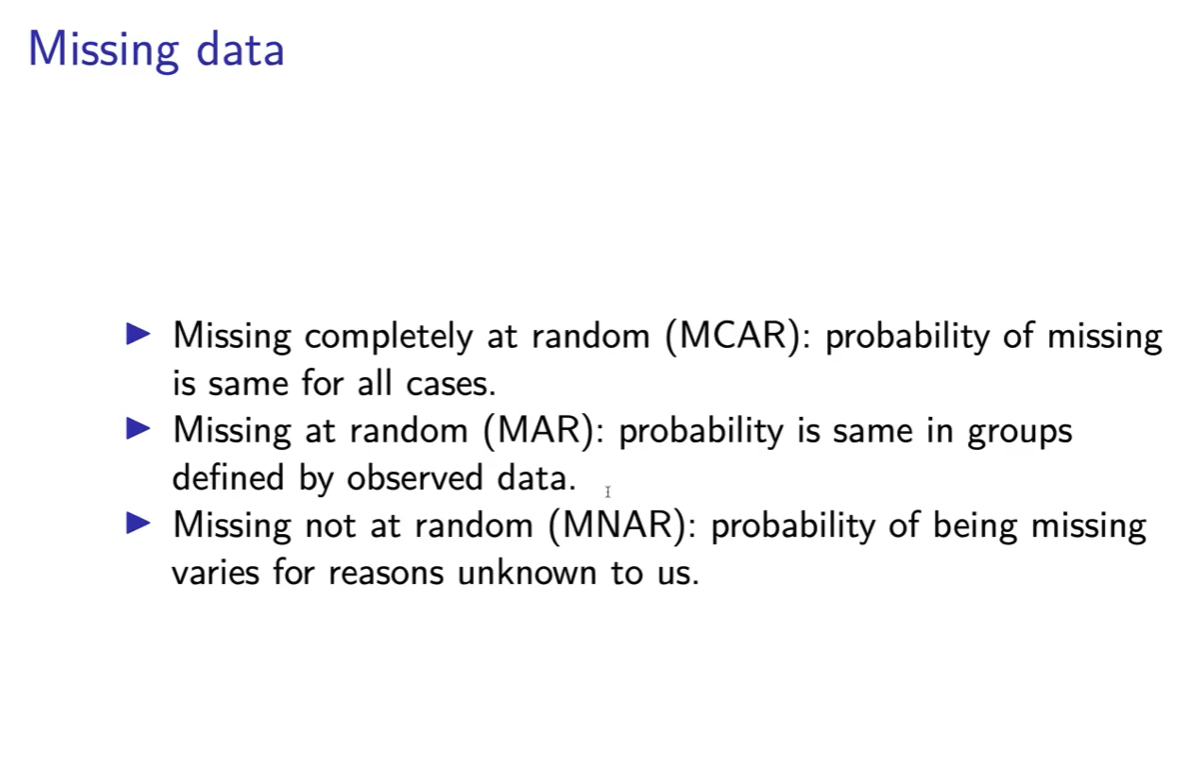 Missing data
▶ Missing completely at random (MCAR): probability of missing
is same for all cases.
▶ Missing at random (MAR): probability is same in groups
defined by observed data.
▶ Missing not at random (MNAR): probability of being missing
varies for reasons unknown to us.